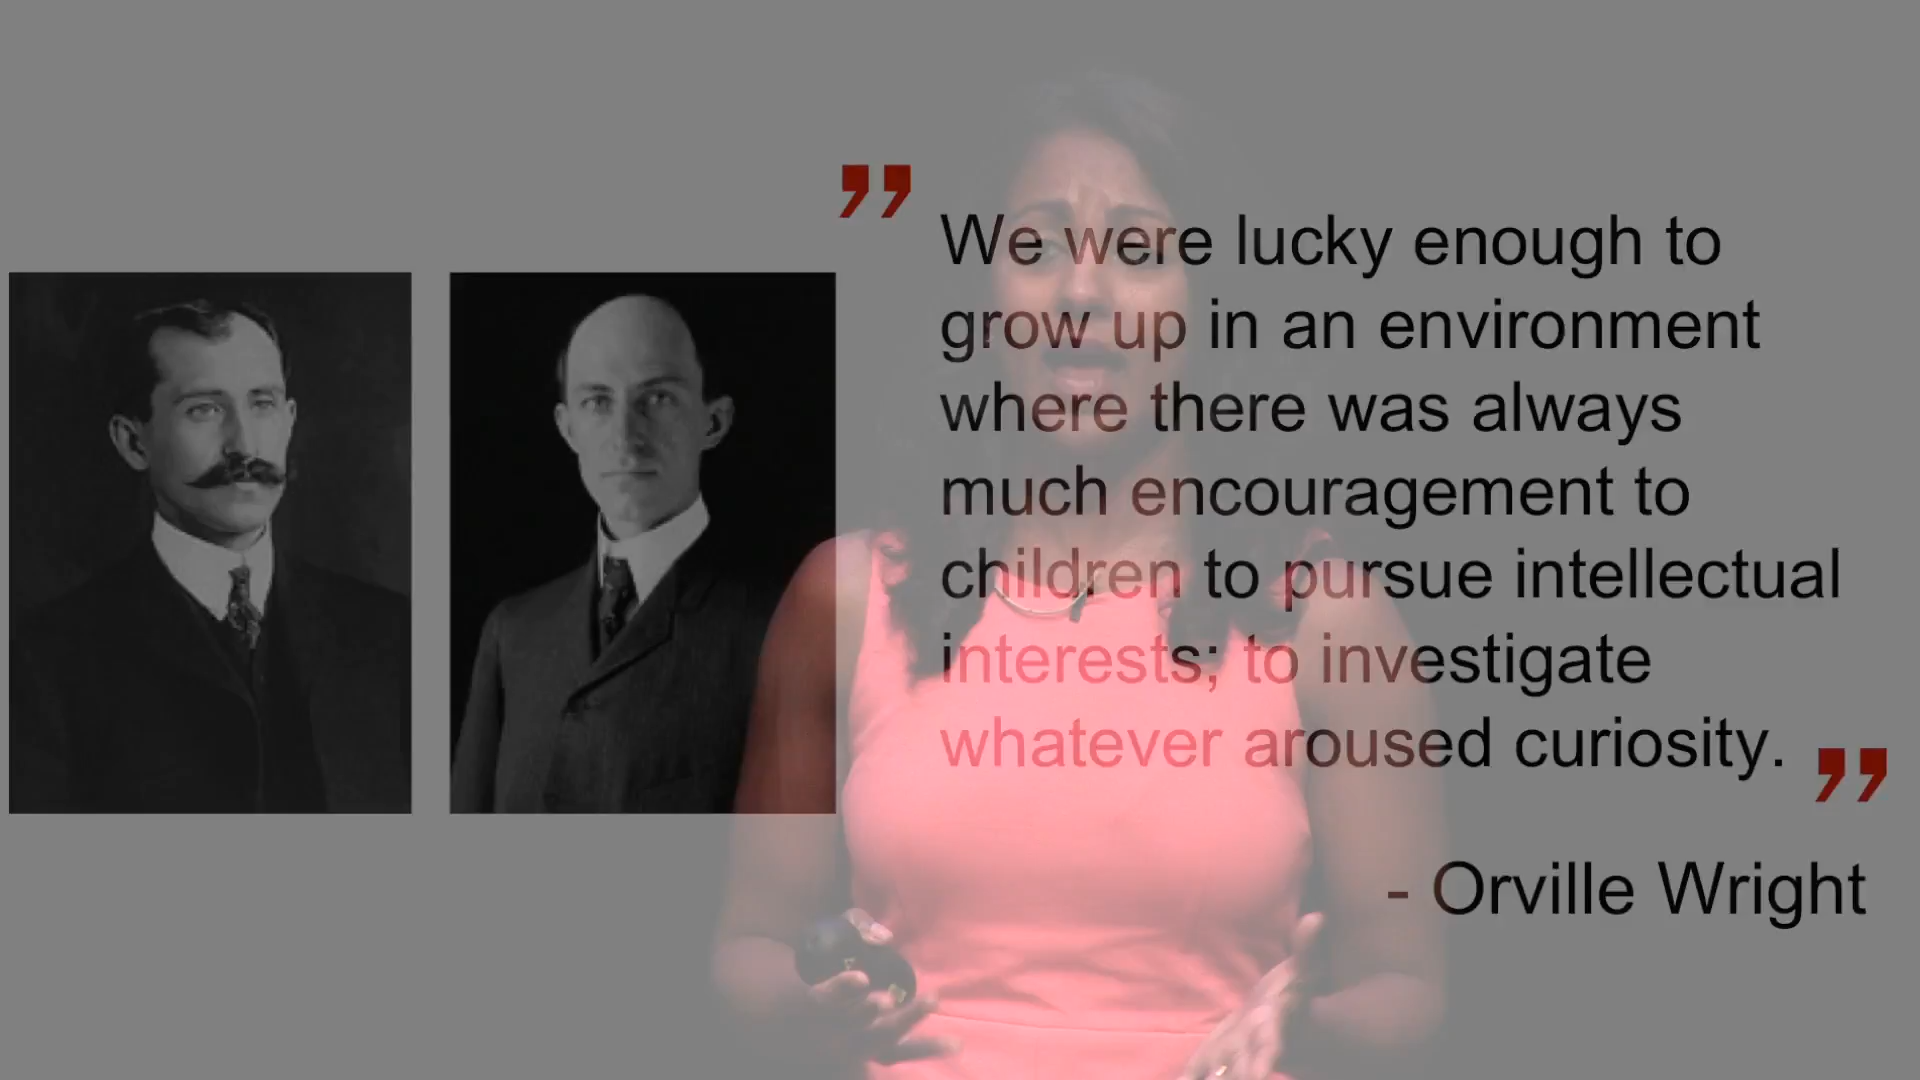 ” We were lucky enough to
grow up in an environment
where there was always
much encouragement to
children to pursue intellectual
interests; to investigate
whatever aroused curiosity. ”
- Orville Wright